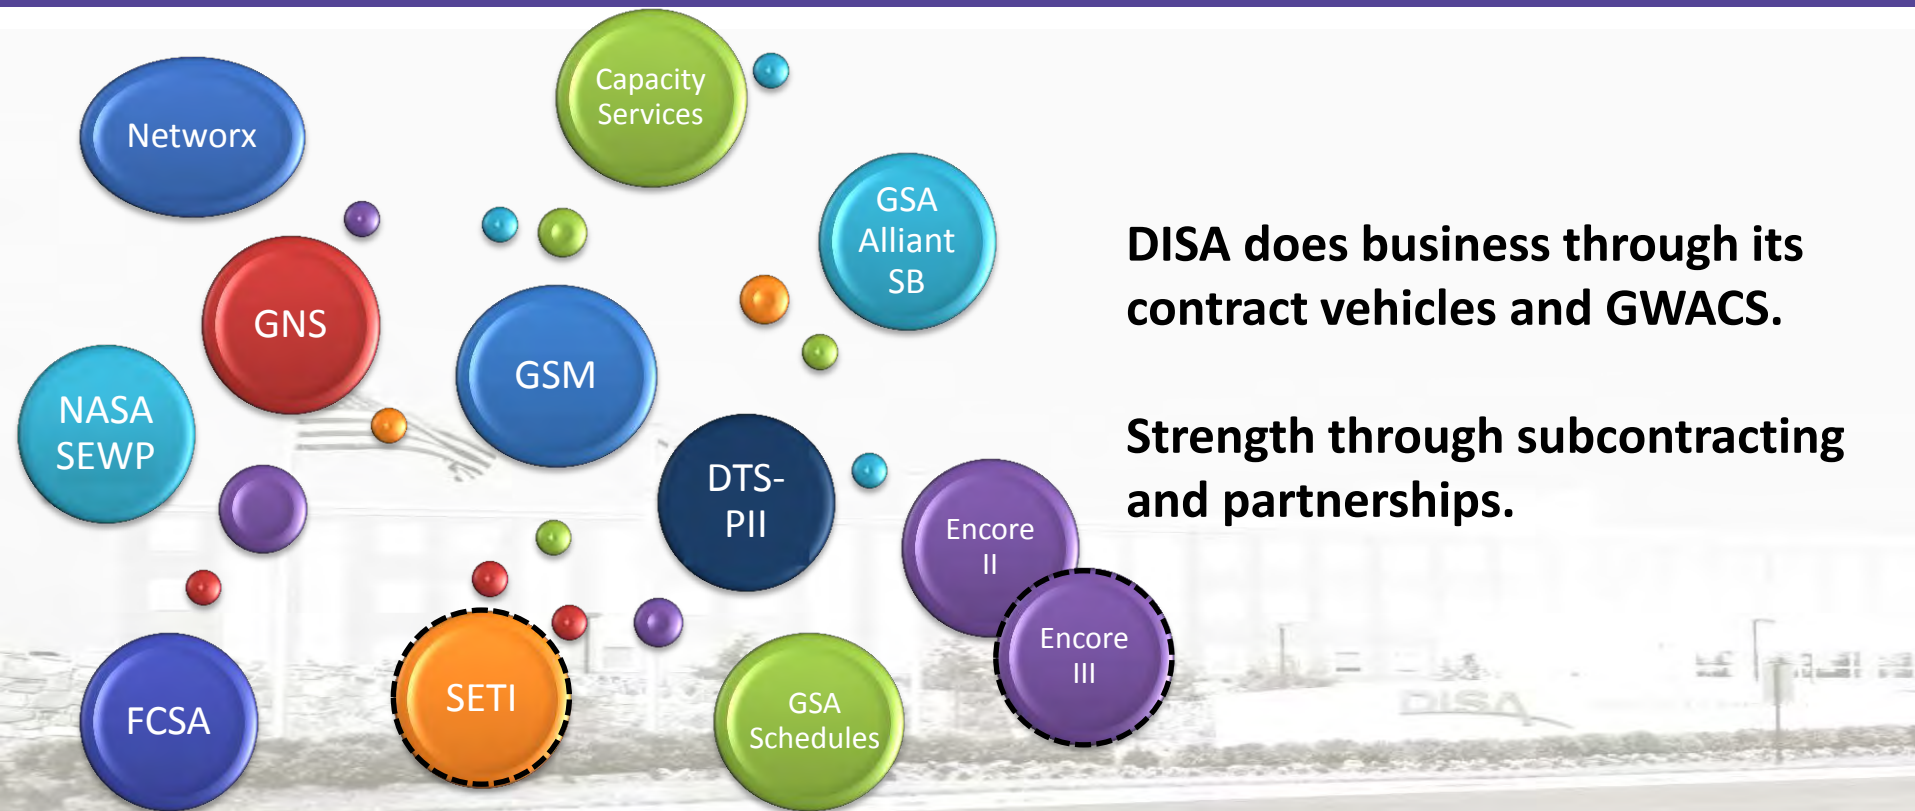 Networx
Capacity
Services
GSA
Alliant
SB
GNS
GSM
NASA
SEWP
DTS-
PII
Encore
II
Encore
III
FCSA
SETI
GSA
Schedules
DISA does business through its
contract vehicles and GWACS.
Strength through subcontracting
and partnerships.
DISA